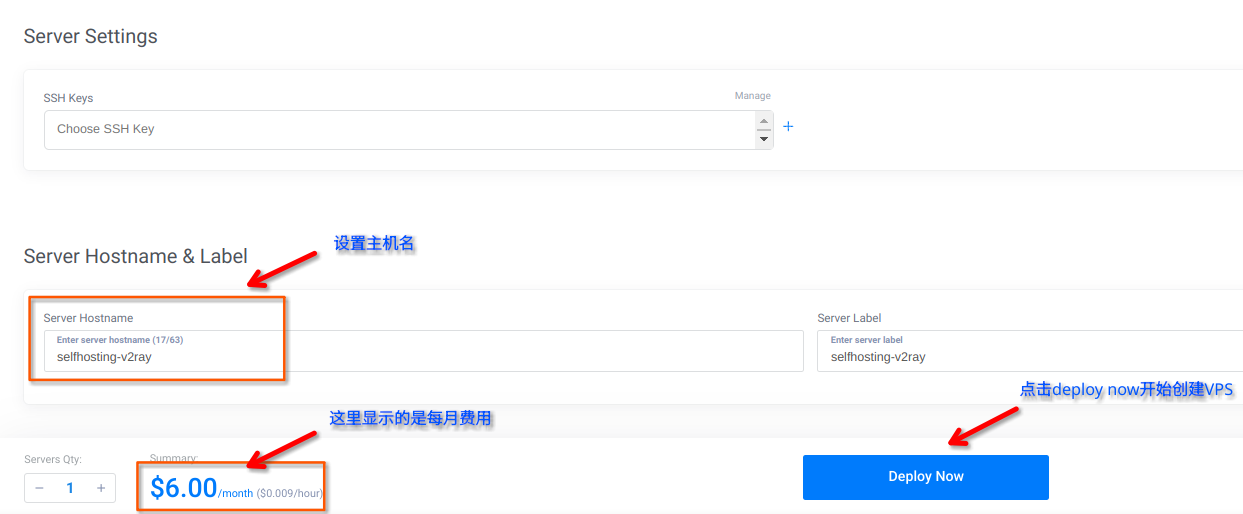 Server Settings
SSH Keys
Manage
Choose SSH Key
+
设置主机名
Server Hostname & Label
Server Hostname
Server Label
Enter server hostname (17/63)
Enter server label
selfhosting-v2ray
selfhosting-v2ray
点击deploy now开始创建VPS
这里显示的是每月费用
Servers Qty:
Summary:
− 1 +
$6.00/month ($0.009/hour)
Deploy Now